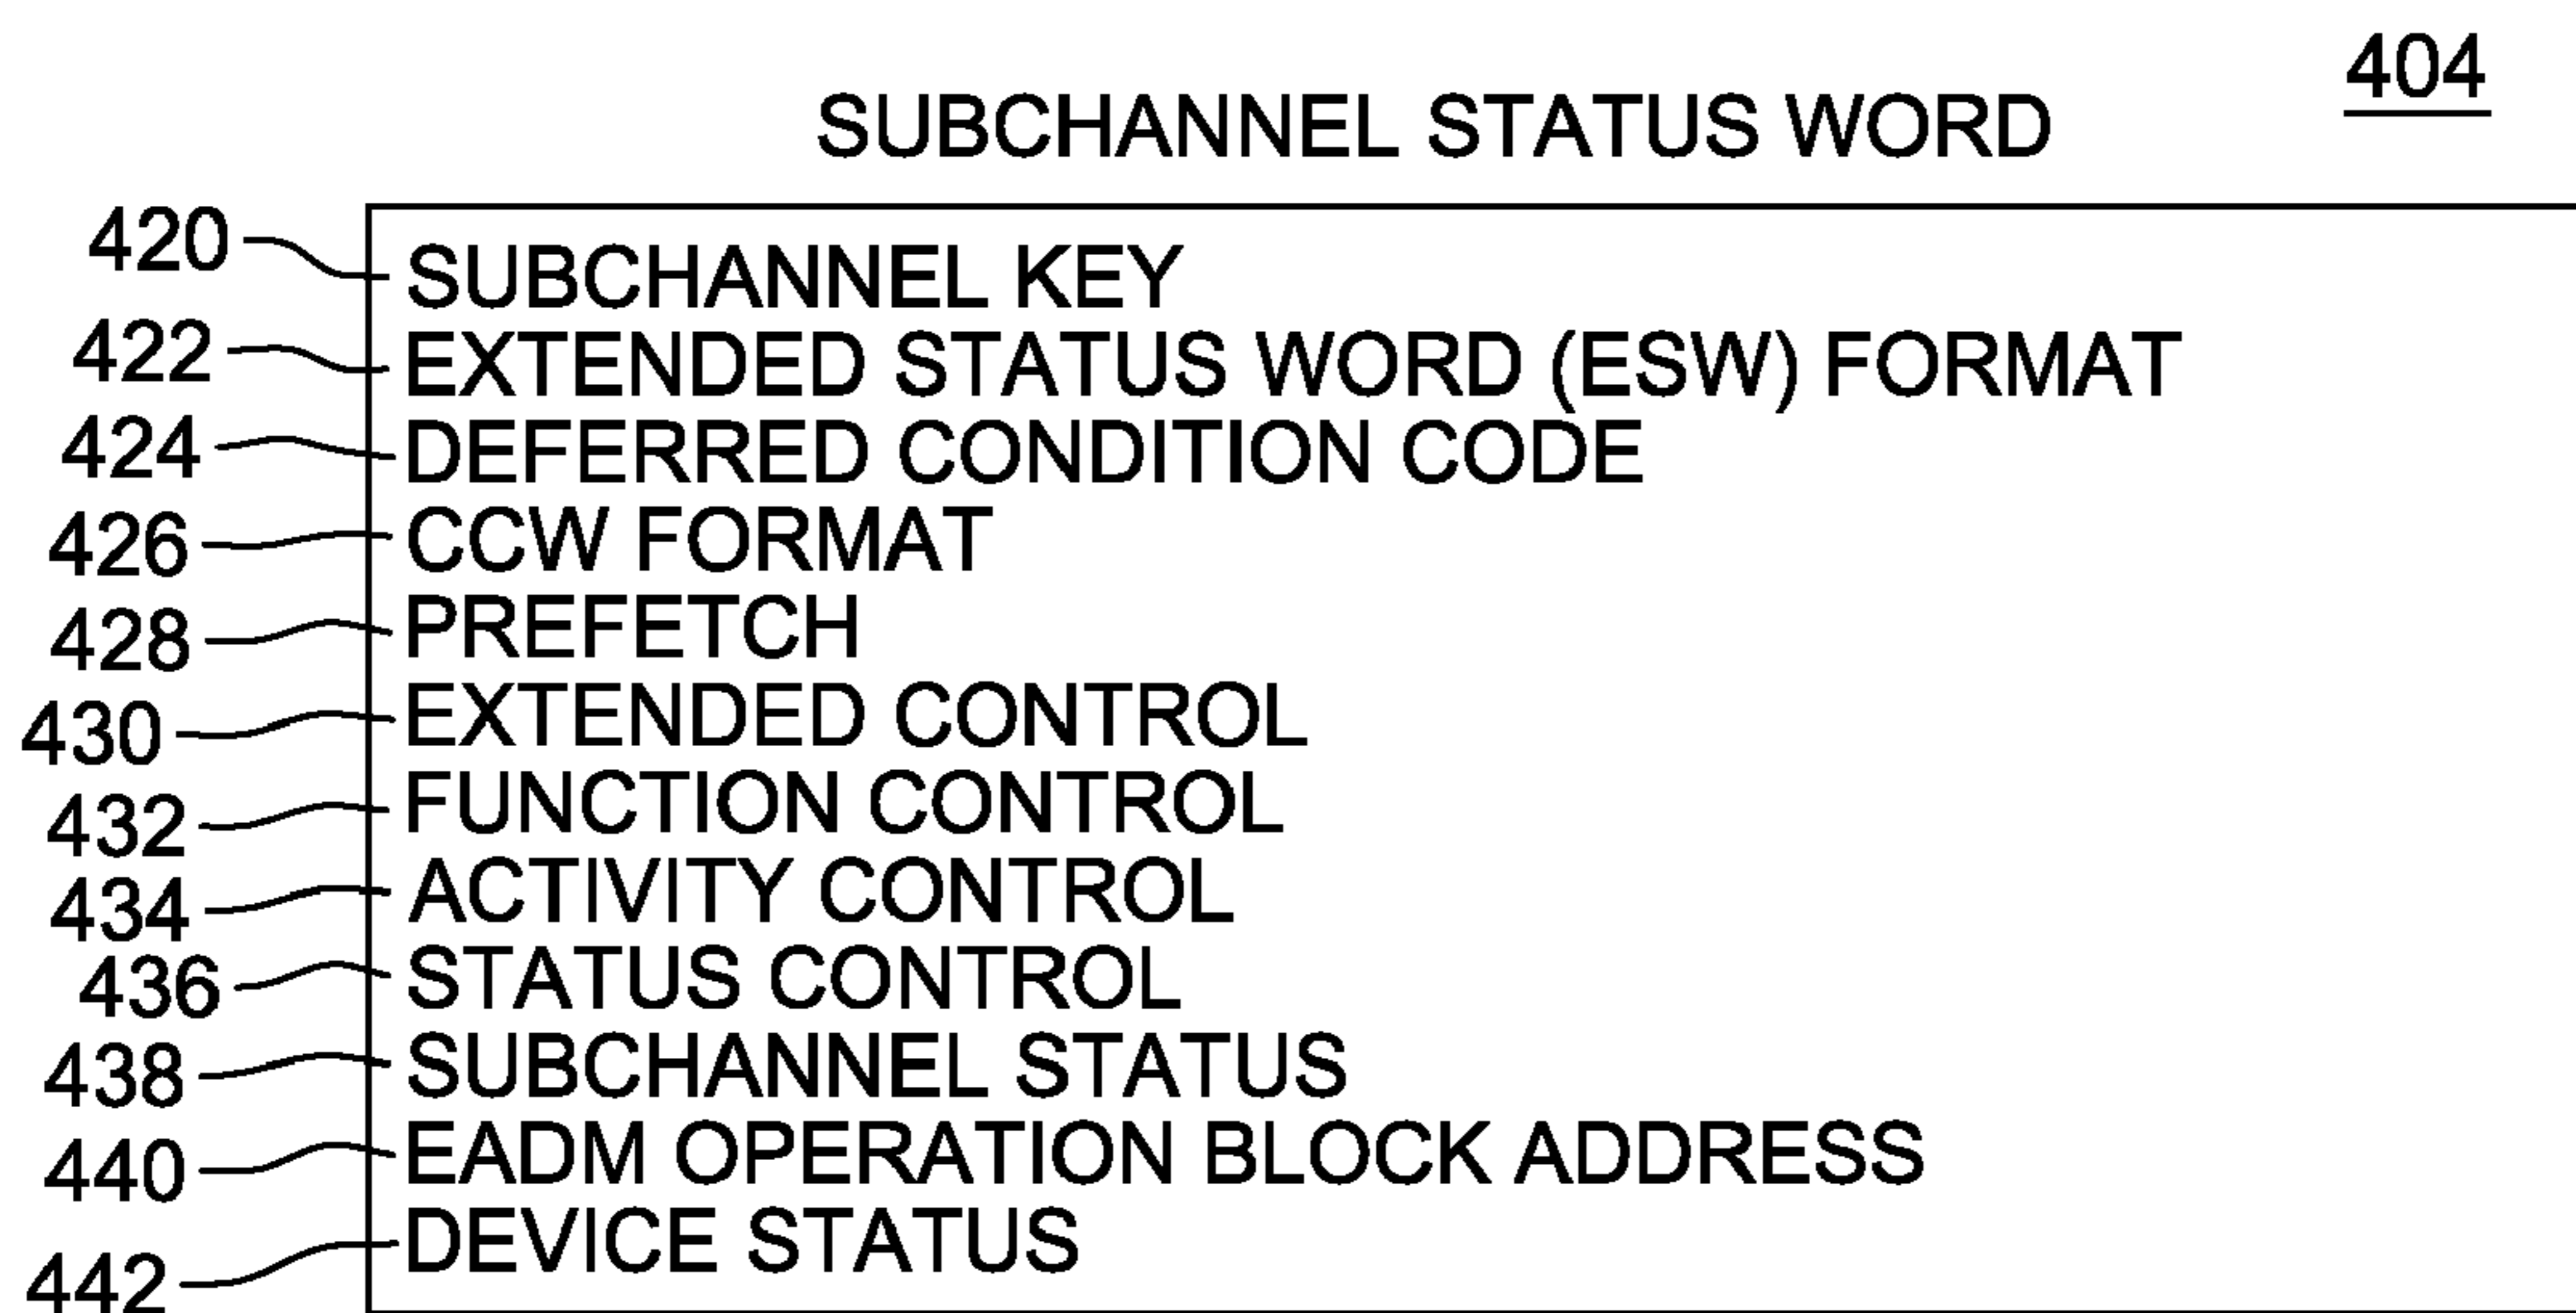 404
SUBCHANNEL STATUS WORD
420 SUBCHANNEL KEY
422 EXTENDED STATUS WORD (ESW) FORMAT
424 DEFERRED CONDITION CODE
426 CCW FORMAT
428 PREFETCH
430 EXTENDED CONTROL
432 FUNCTION CONTROL
434 ACTIVITY CONTROL
436 STATUS CONTROL
438 SUBCHANNEL STATUS
440 EADM OPERATION BLOCK ADDRESS
442 DEVICE STATUS